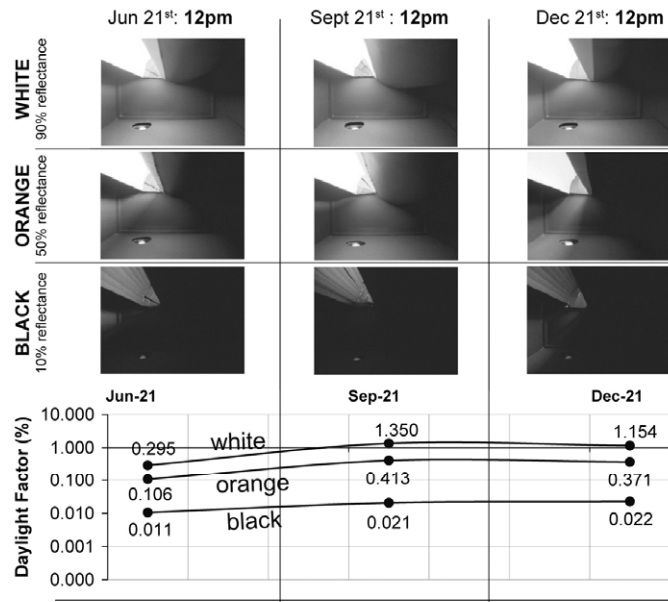 Jun 21st: 12pm
Sept 21st : 12pm
Dec 21st: 12pm
WHITE
90% reflectance
ORANGE
50% reflectance
BLACK
10% reflectance
Jun-21
Sep-21
Dec-21
Daylight Factor (%)
10.000
1.000
0.100
0.010
0.001
0.000
0.295
white
1.350
1.154
0.106
orange
0.413
0.371
0.011
black
0.021
0.022